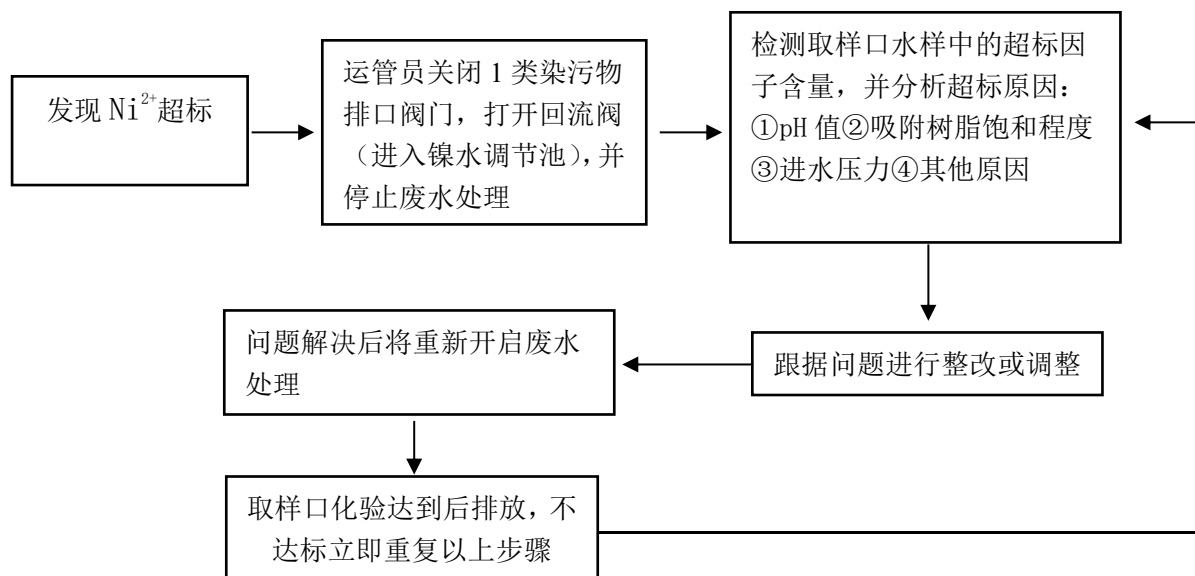 发现 Ni²⁺超标
运管员关闭 1 类染污物
排口阀门，打开回流阀
（进入镍水调节池），并
停止废水处理
检测取样口水样中的超标因
子含量，并分析超标原因：
①pH 值②吸附树脂饱和程度
③进水压力④其他原因
跟据问题进行整改或调整
问题解决后将重新开启废水
处理
取样口化验达到后排放，不
达标立即重复以上步骤